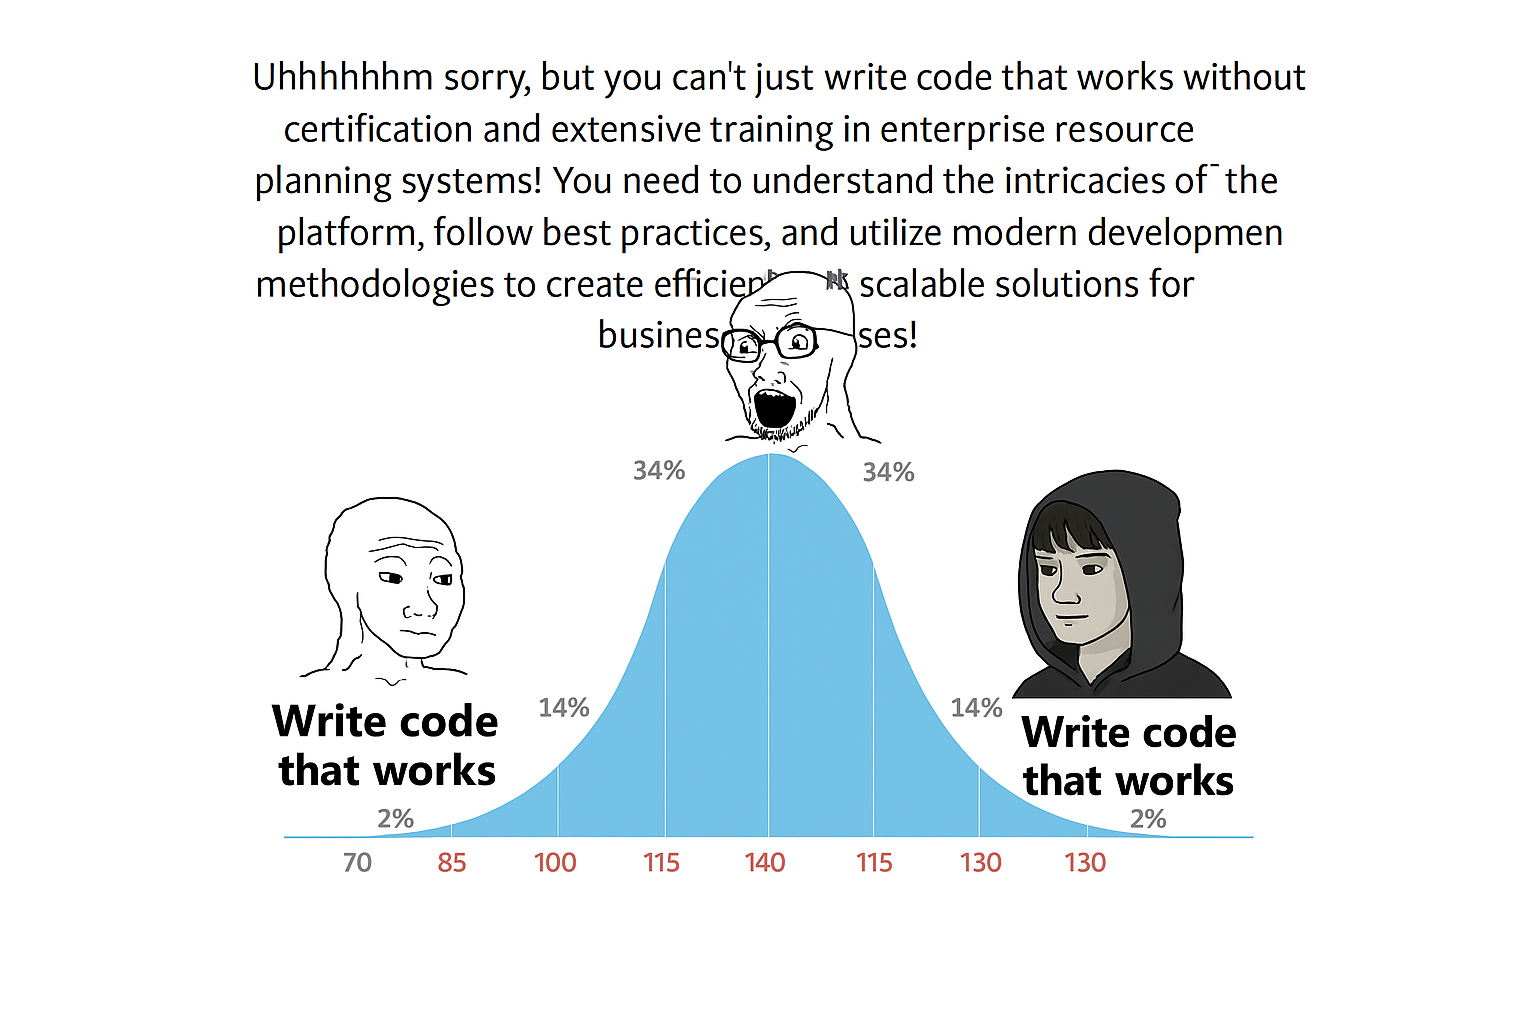 Uhhhhhhm sorry, but you can't just write code that works without
certification and extensive training in enterprise resource
planning systems! You need to understand the intricacies of¯ the
platform, follow best practices, and utilize modern developmen
methodologies to create efficien scalable solutions for
busines ses!
34% 34%
14% 14%
Write code
that works
Write code
that works
2% 2%
70 85 100 115 140 115 130 130